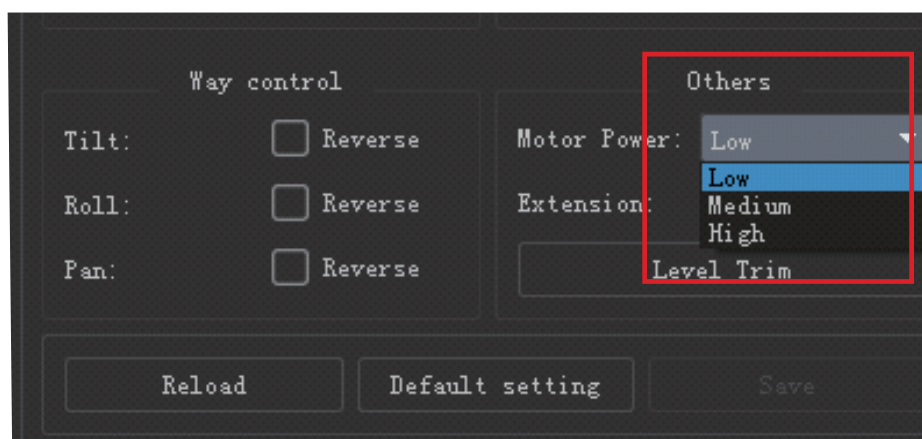 Way control
Tilt: Reverse
Roll: Reverse
Pan: Reverse
Others
Motor Power: Low
Low
Medium
High
Extension:
Level Trim
Reload Default setting Save